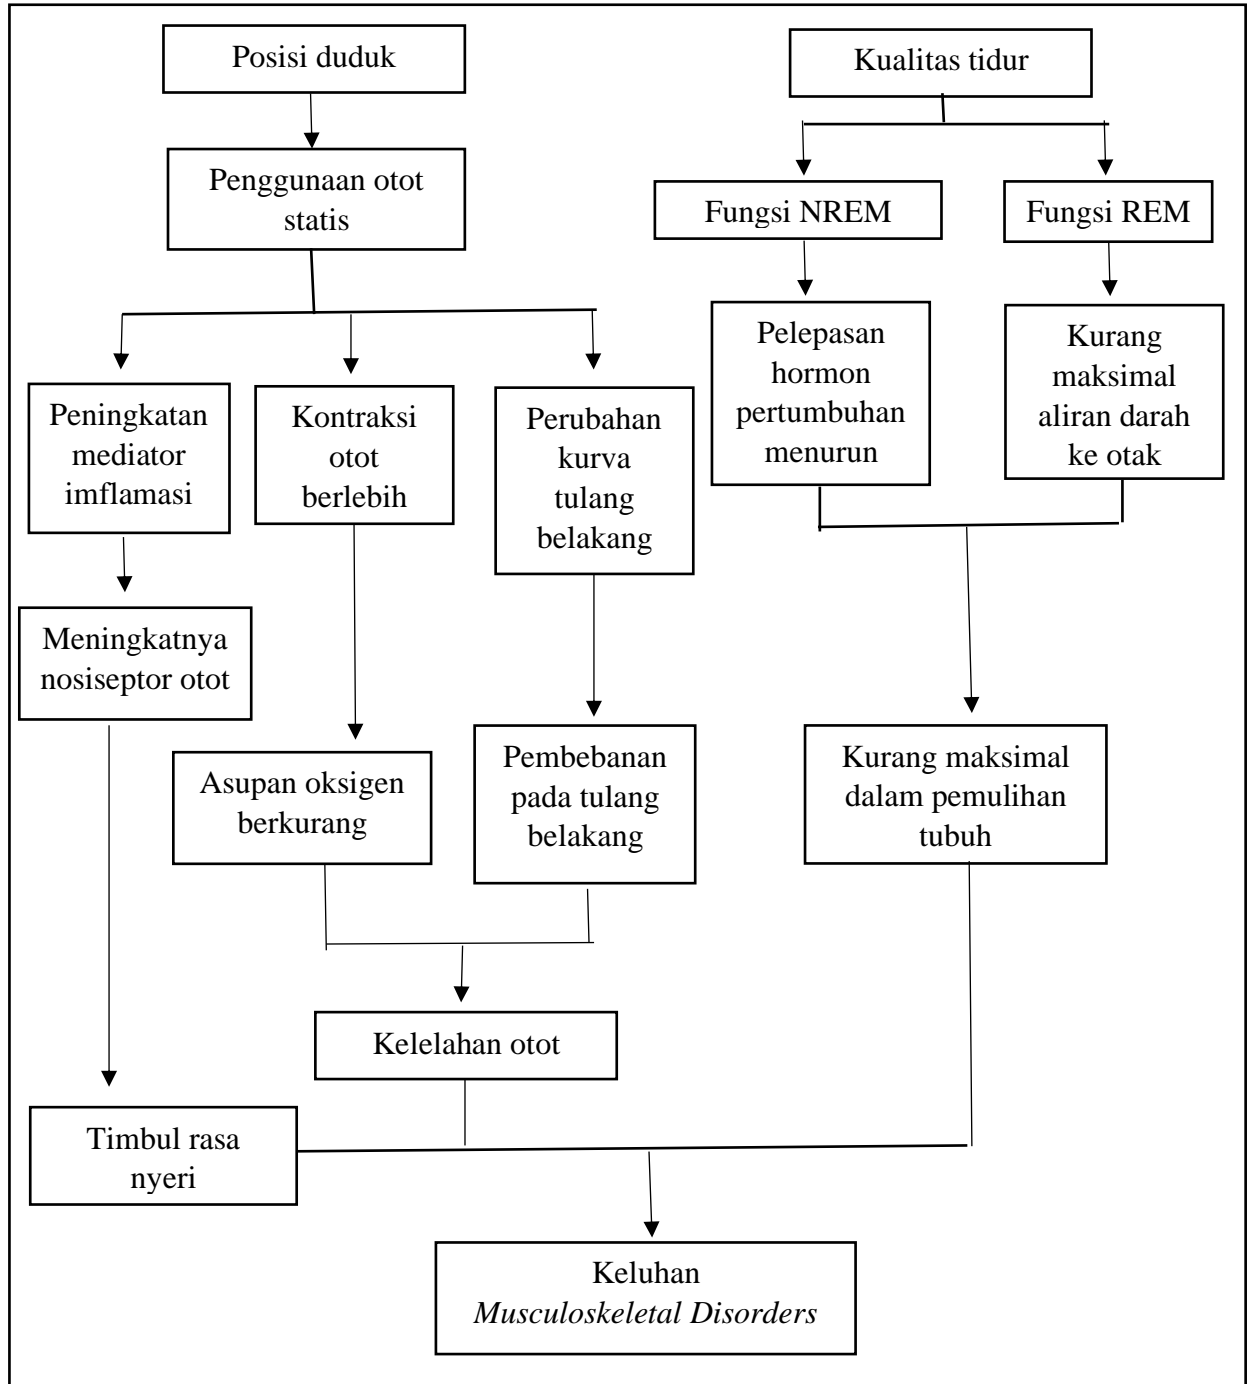 Posisi duduk
Kualitas tidur
Penggunaan otot
statis
Fungsi NREM
Fungsi REM
Pelepasan
hormon
pertumbuhan
menurun
Kurang
maksimal
aliran darah
ke otak
Peningkatan
mediator
imflamasi
Kontraksi
otot
berlebih
Perubahan
kurva
tulang
belakang
Meningkatnya
nosiseptor otot
Asupan oksigen
berkurang
Pembebanan
pada tulang
belakang
Kurang maksimal
dalam pemulihan
tubuh
Kelelahan otot
Timbul rasa
nyeri
Keluhan
Musculoskeletal Disorders